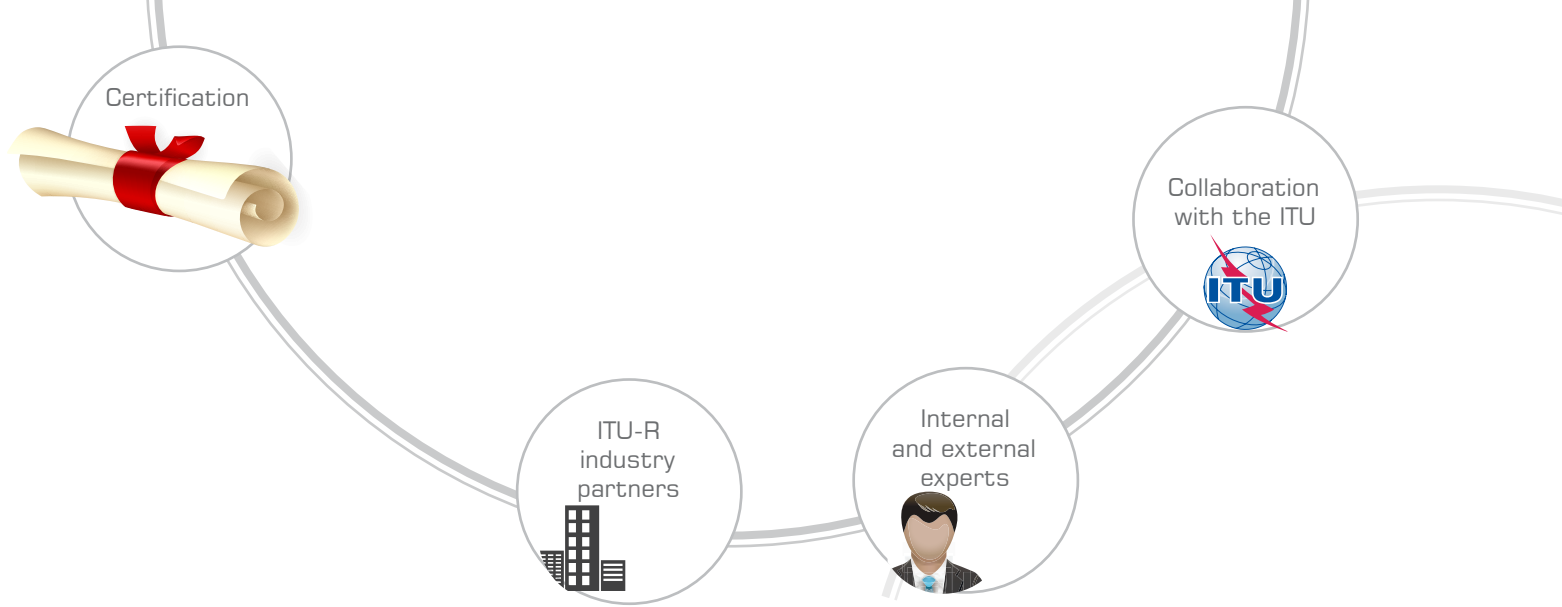 Certification
Collaboration
with the ITU
ITU
Internal
and external
experts
ITU-R
industry
partners